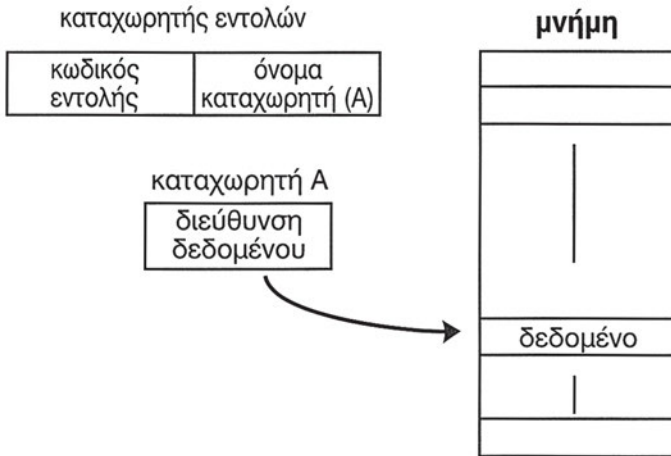 καταχωρητής εντολών
μνήμη
κωδικός
εντολής
όνομα
καταχωρητή (Α)
καταχωρητή Α
διεύθυνση
δεδομένου
δεδομένο